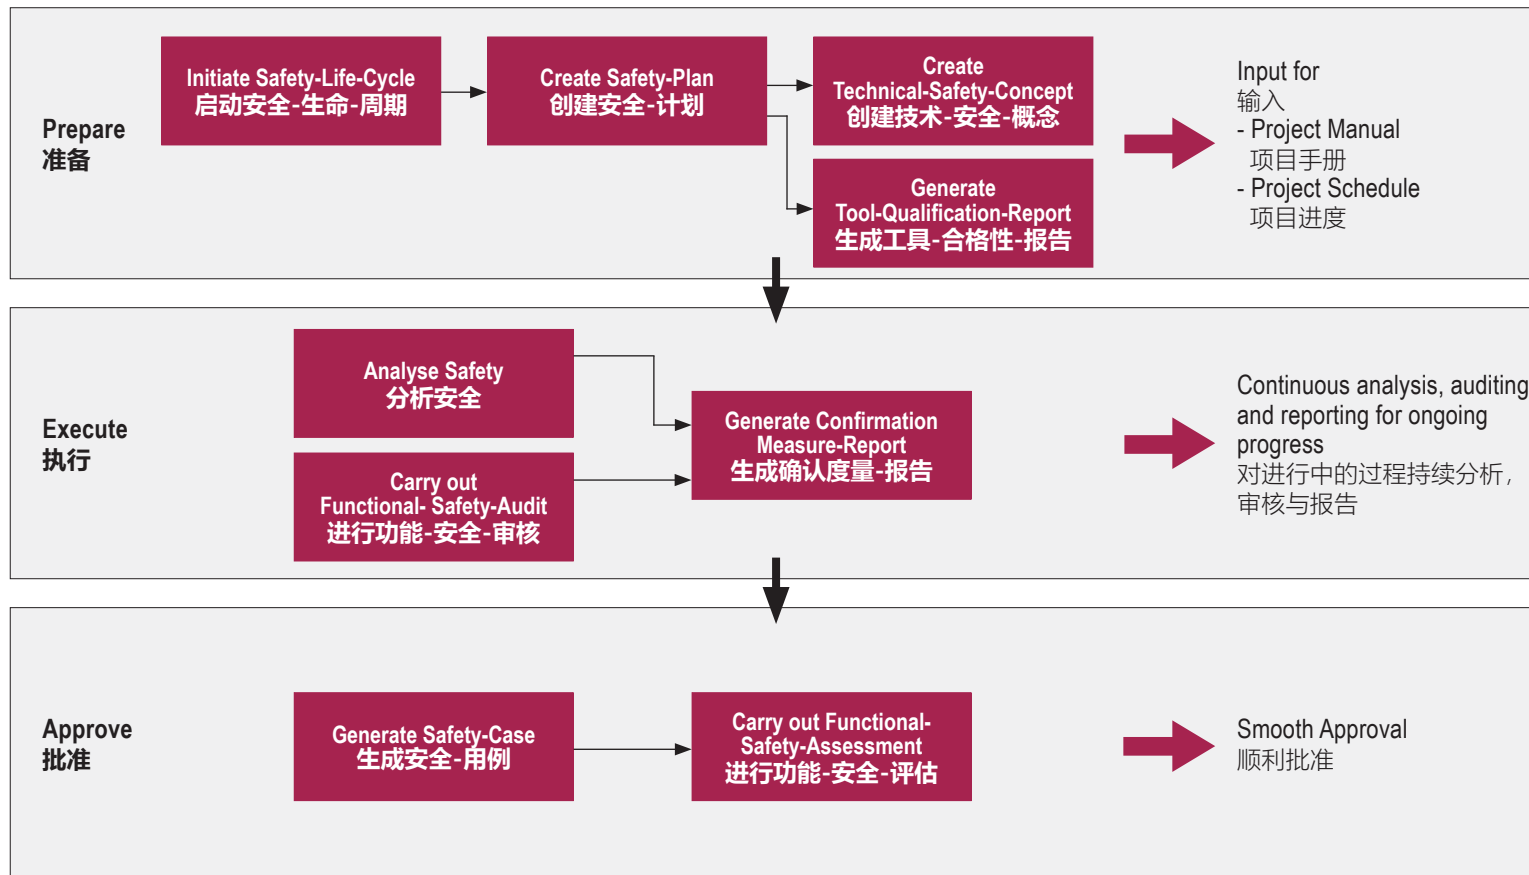 Prepare
准备
Initiate Safety-Life-Cycle
启动安全-生命-周期
Create Safety-Plan
创建安全-计划
Create
Technical-Safety-Concept
创建技术-安全-概念
Generate
Tool-Qualification-Report
生成工具-合格性-报告
Input for
输入
- Project Manual
项目手册
- Project Schedule
项目进度
Execute
执行
Analyse Safety
分析安全
Carry out
Functional- Safety-Audit
进行功能-安全-审核
Generate Confirmation
Measure-Report
生成确认度量-报告
Continuous analysis, auditing
and reporting for ongoing
progress
对进行中的过程持续分析，
审核与报告
Approve
批准
Generate Safety-Case
生成安全-用例
Carry out Functional-
Safety-Assessment
进行功能-安全-评估
Smooth Approval
顺利批准